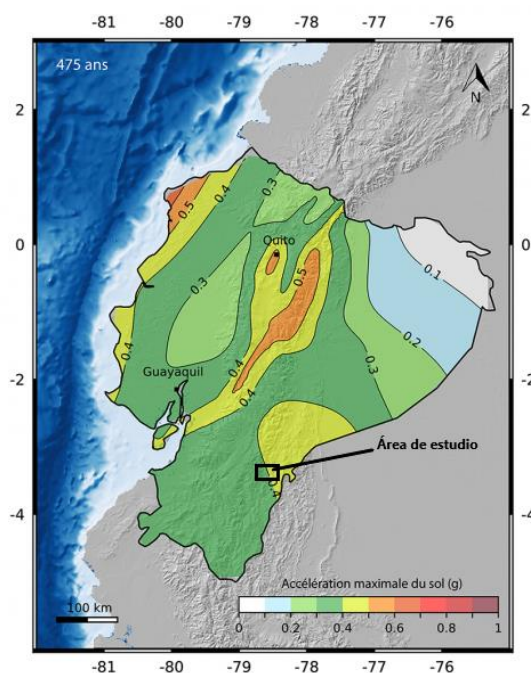 -81 -80 -79 -78 -77 -76
475 ans
N
2
2
0.3
0.4
0.5
0
0
Quito
0.5
0.1
0.3
0.4
0.2
0.3
-2
-2
Guayaquil
0.4
0.4
Área de estudio
0.4
-4
-4
Accélération maximale du sol (g)
100 km
0 0.2 0.4 0.6 0.8 1
-81 -80 -79 -78 -77 -76